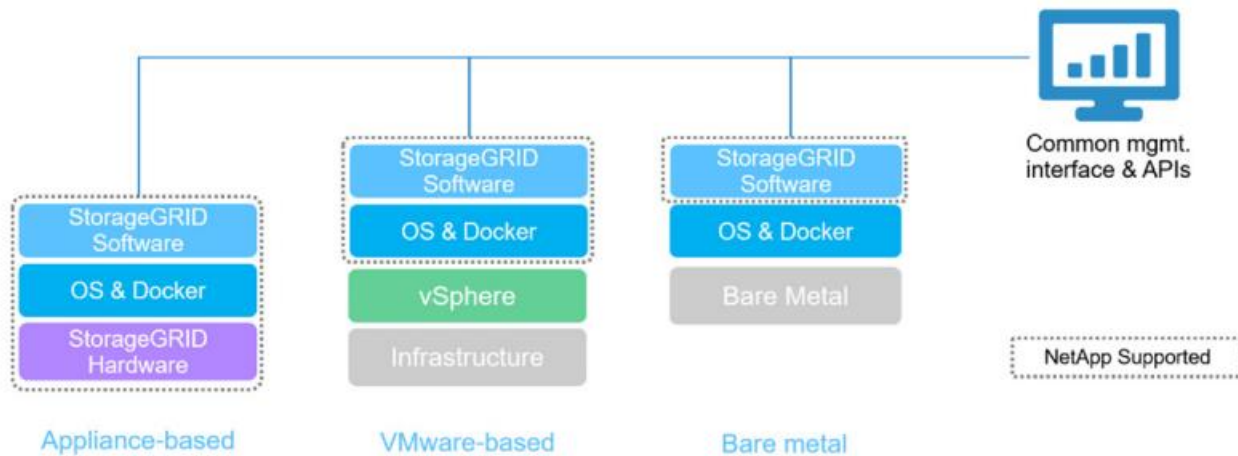 Common mgmt.
interface & APIs
StorageGRID
Software
OS & Docker
StorageGRID
Hardware
Appliance-based
StorageGRID
Software
OS & Docker
vSphere
Infrastructure
VMware-based
StorageGRID
Software
OS & Docker
Bare Metal
Bare metal
NetApp Supported